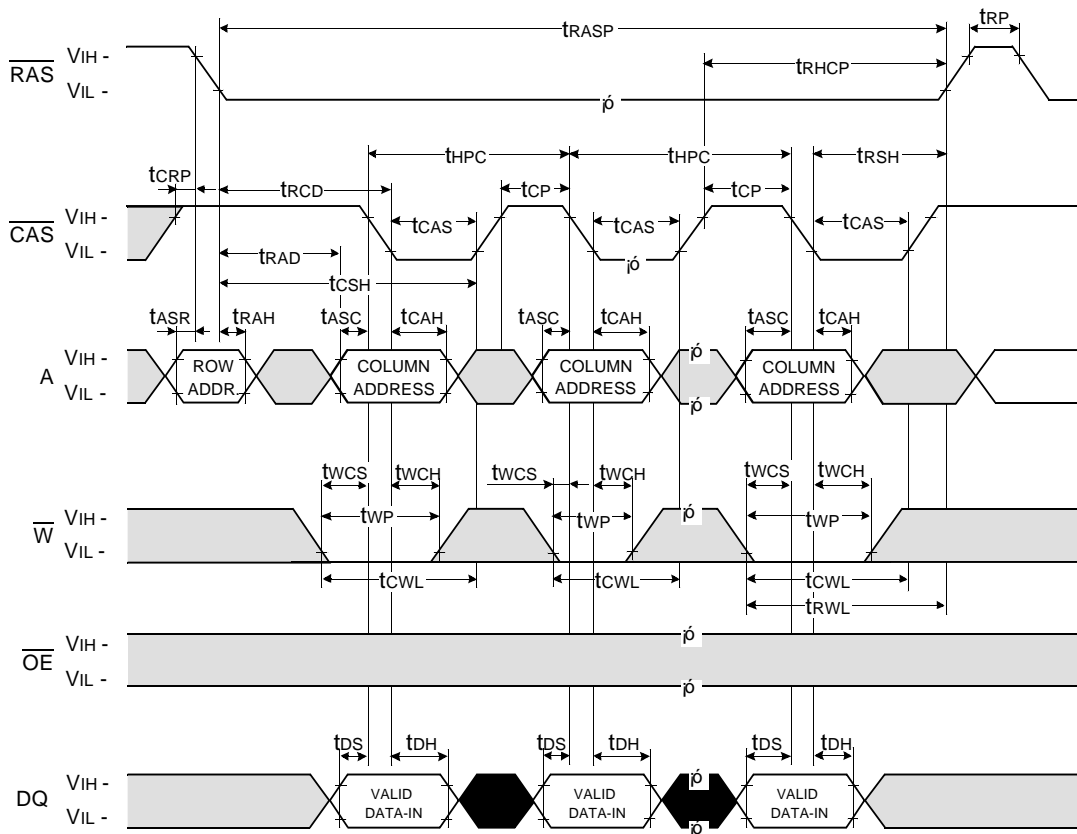 tRASP tRP
RAS VIH -
VIL -
tRHCP
¡ó
tHPC tHPC tRSH
tCRP tRCD tCP tCP
CAS VIH -
VIL -
tCAS tCAS tCAS
tRAD ¡ó
tCSH
tASR tRAH tASC tCAH tASC tCAH tASC tCAH
A VIH -
VIL -
ROW ADDR.
COLUMN ADDRESS
COLUMN ADDRESS
¡ó
¡ó
COLUMN ADDRESS
tWCS tWCH tWCS tWCH tWCS tWCH
W VIH -
VIL -
tWP tWP ¡ó tWP
tCWL tCWL tCWL
tRWL
OE VIH -
VIL -
¡ó
¡ó
tDS tDH tDS tDH tDS tDH
DQ VIH -
VIL -
VALID DATA-IN
VALID DATA-IN
¡ó
¡ó
VALID DATA-IN